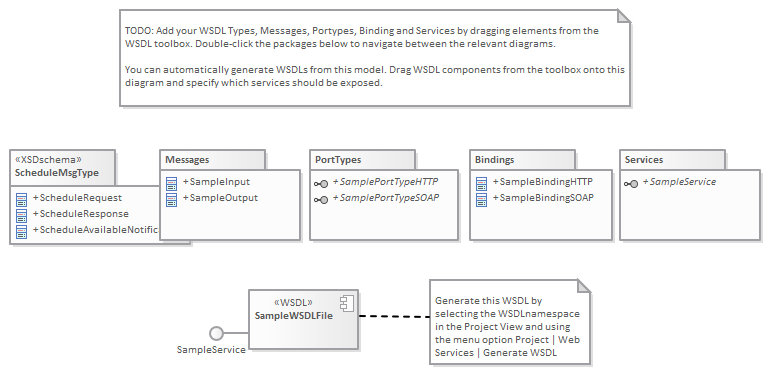 TODO: Add your WSDL Types, Messages, Portypes, Binding and Services by dragging elements from the
WSDL toolbox. Double-click the packages below to navigate between the relevant diagrams.
You can automatically generate WSDLs from this model. Drag WSDL components from the toolbox onto this
diagram and specify which services should be exposed.
«XSDschema»
ScheduleMsgType
+ ScheduleRequest
+ ScheduleResponse
+ ScheduleAvailableNotific
Messages
+ SampleInput
+ SampleOutput
PortTypes
+ SamplePortTypeHTTP
+ SamplePortTypeSOAP
Bindings
+ SampleBindingHTTP
+ SampleBindingSOAP
Services
+ SampleService
«WSDL»
SampleWSDLFile
SampleService
Generate this WSDL by
selecting the WSDLnamespace
in the Project View and using
the menu option Project | Web
Services | Generate WSDL